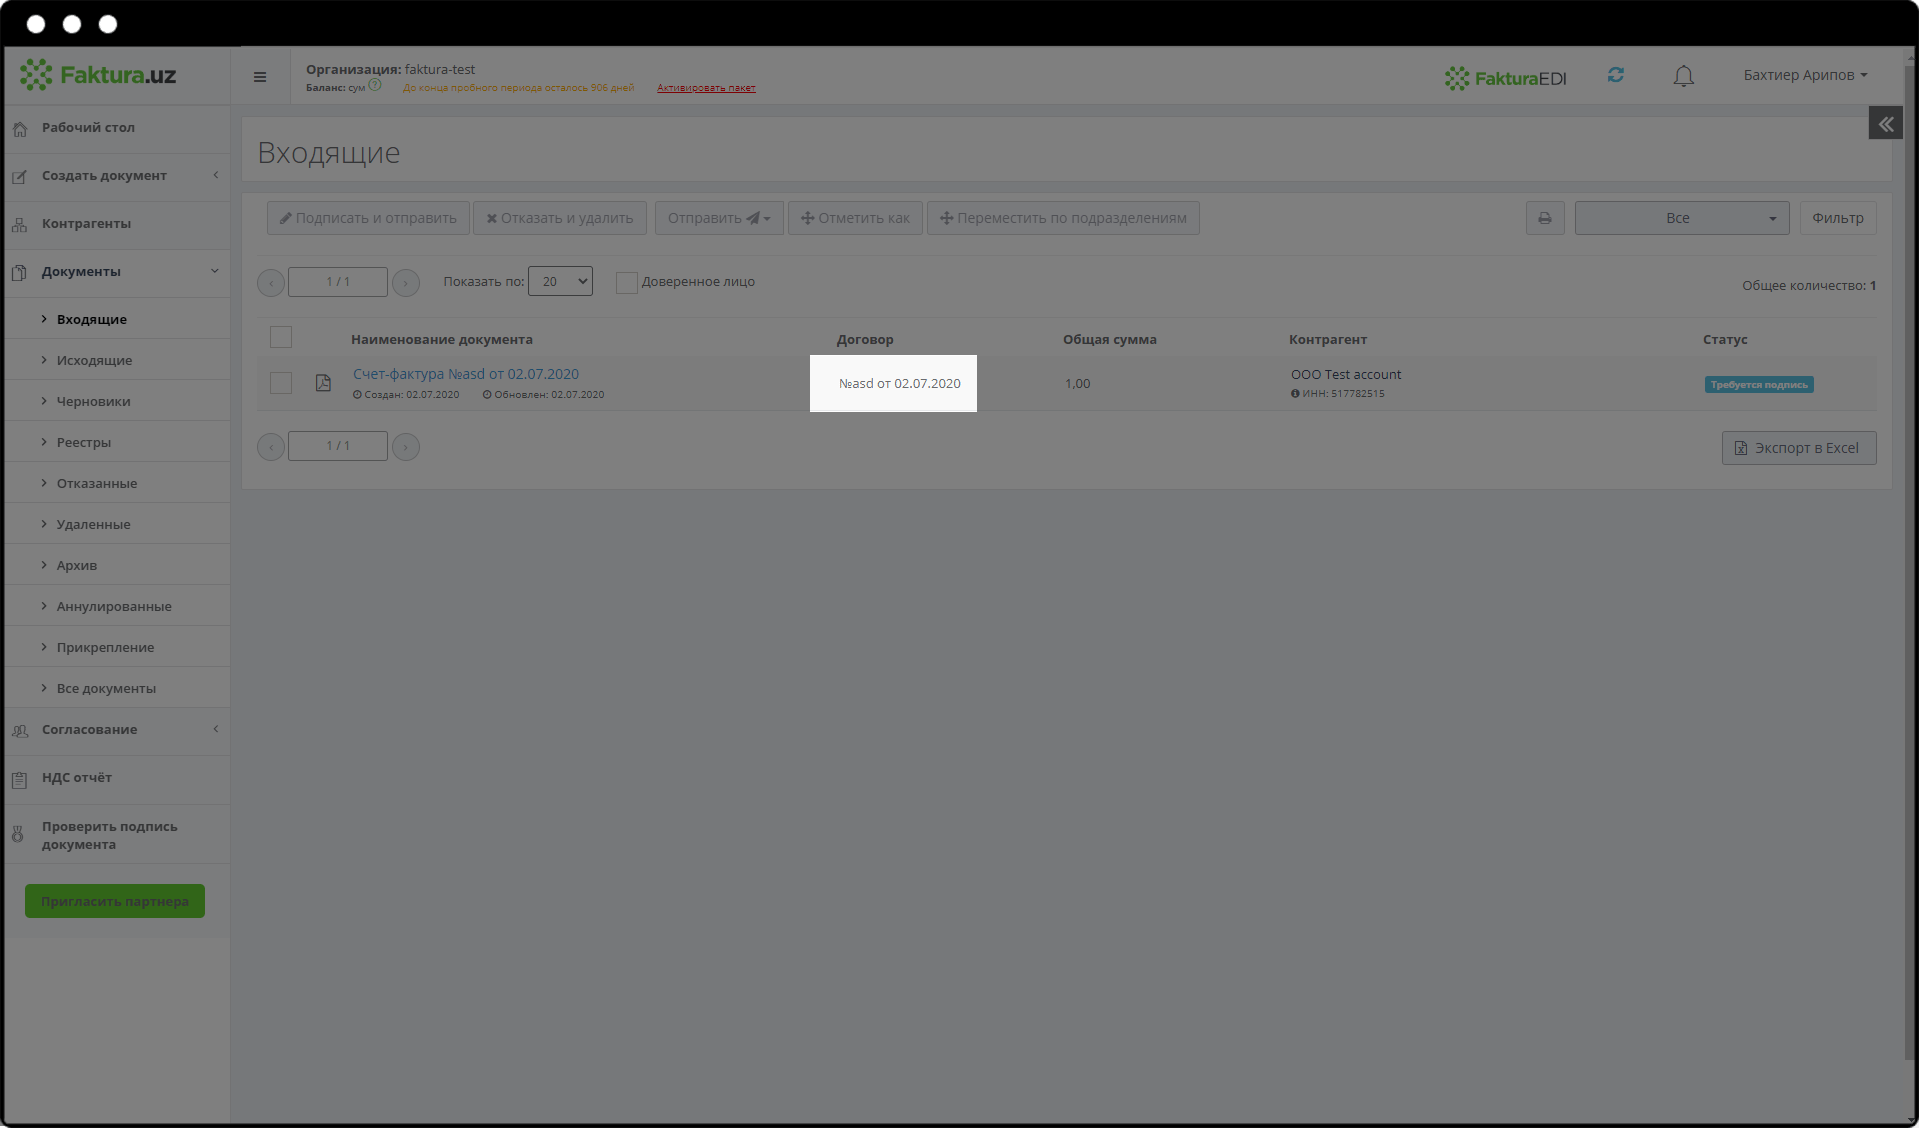 Faktura.uz
Организация: faktura-test
Баланс: сум
До конца пробного периода осталось 906 дней
Активировать пакет
FakturaEDI
Бахтиер Арипов
Рабочий стол
Создать документ
Контрагенты
Документы
Входящие
Исходящие
Черновики
Реестры
Отказанные
Удаленные
Архив
Аннулированные
Прикрепление
Все документы
Согласование
НДС отчёт
Проверить подпись
документа
Пригласить партнера
Входящие
Подписать и отправить
Отказать и удалить
Отправить
Отметить как
Переместить по подразделениям
Все
Фильтр
1 / 1
Показать по: 20
Доверенное лицо
Общее количество: 1
Наименование документа
Договор
Общая сумма
Контрагент
Статус
Счет-фактура №asd от 02.07.2020
Создан: 02.07.2020
Обновлен: 02.07.2020
№asd от 02.07.2020
1,00
ООО Test account
ИНН: 517782515
Требуется подпись
1 / 1
Экспорт в Excel